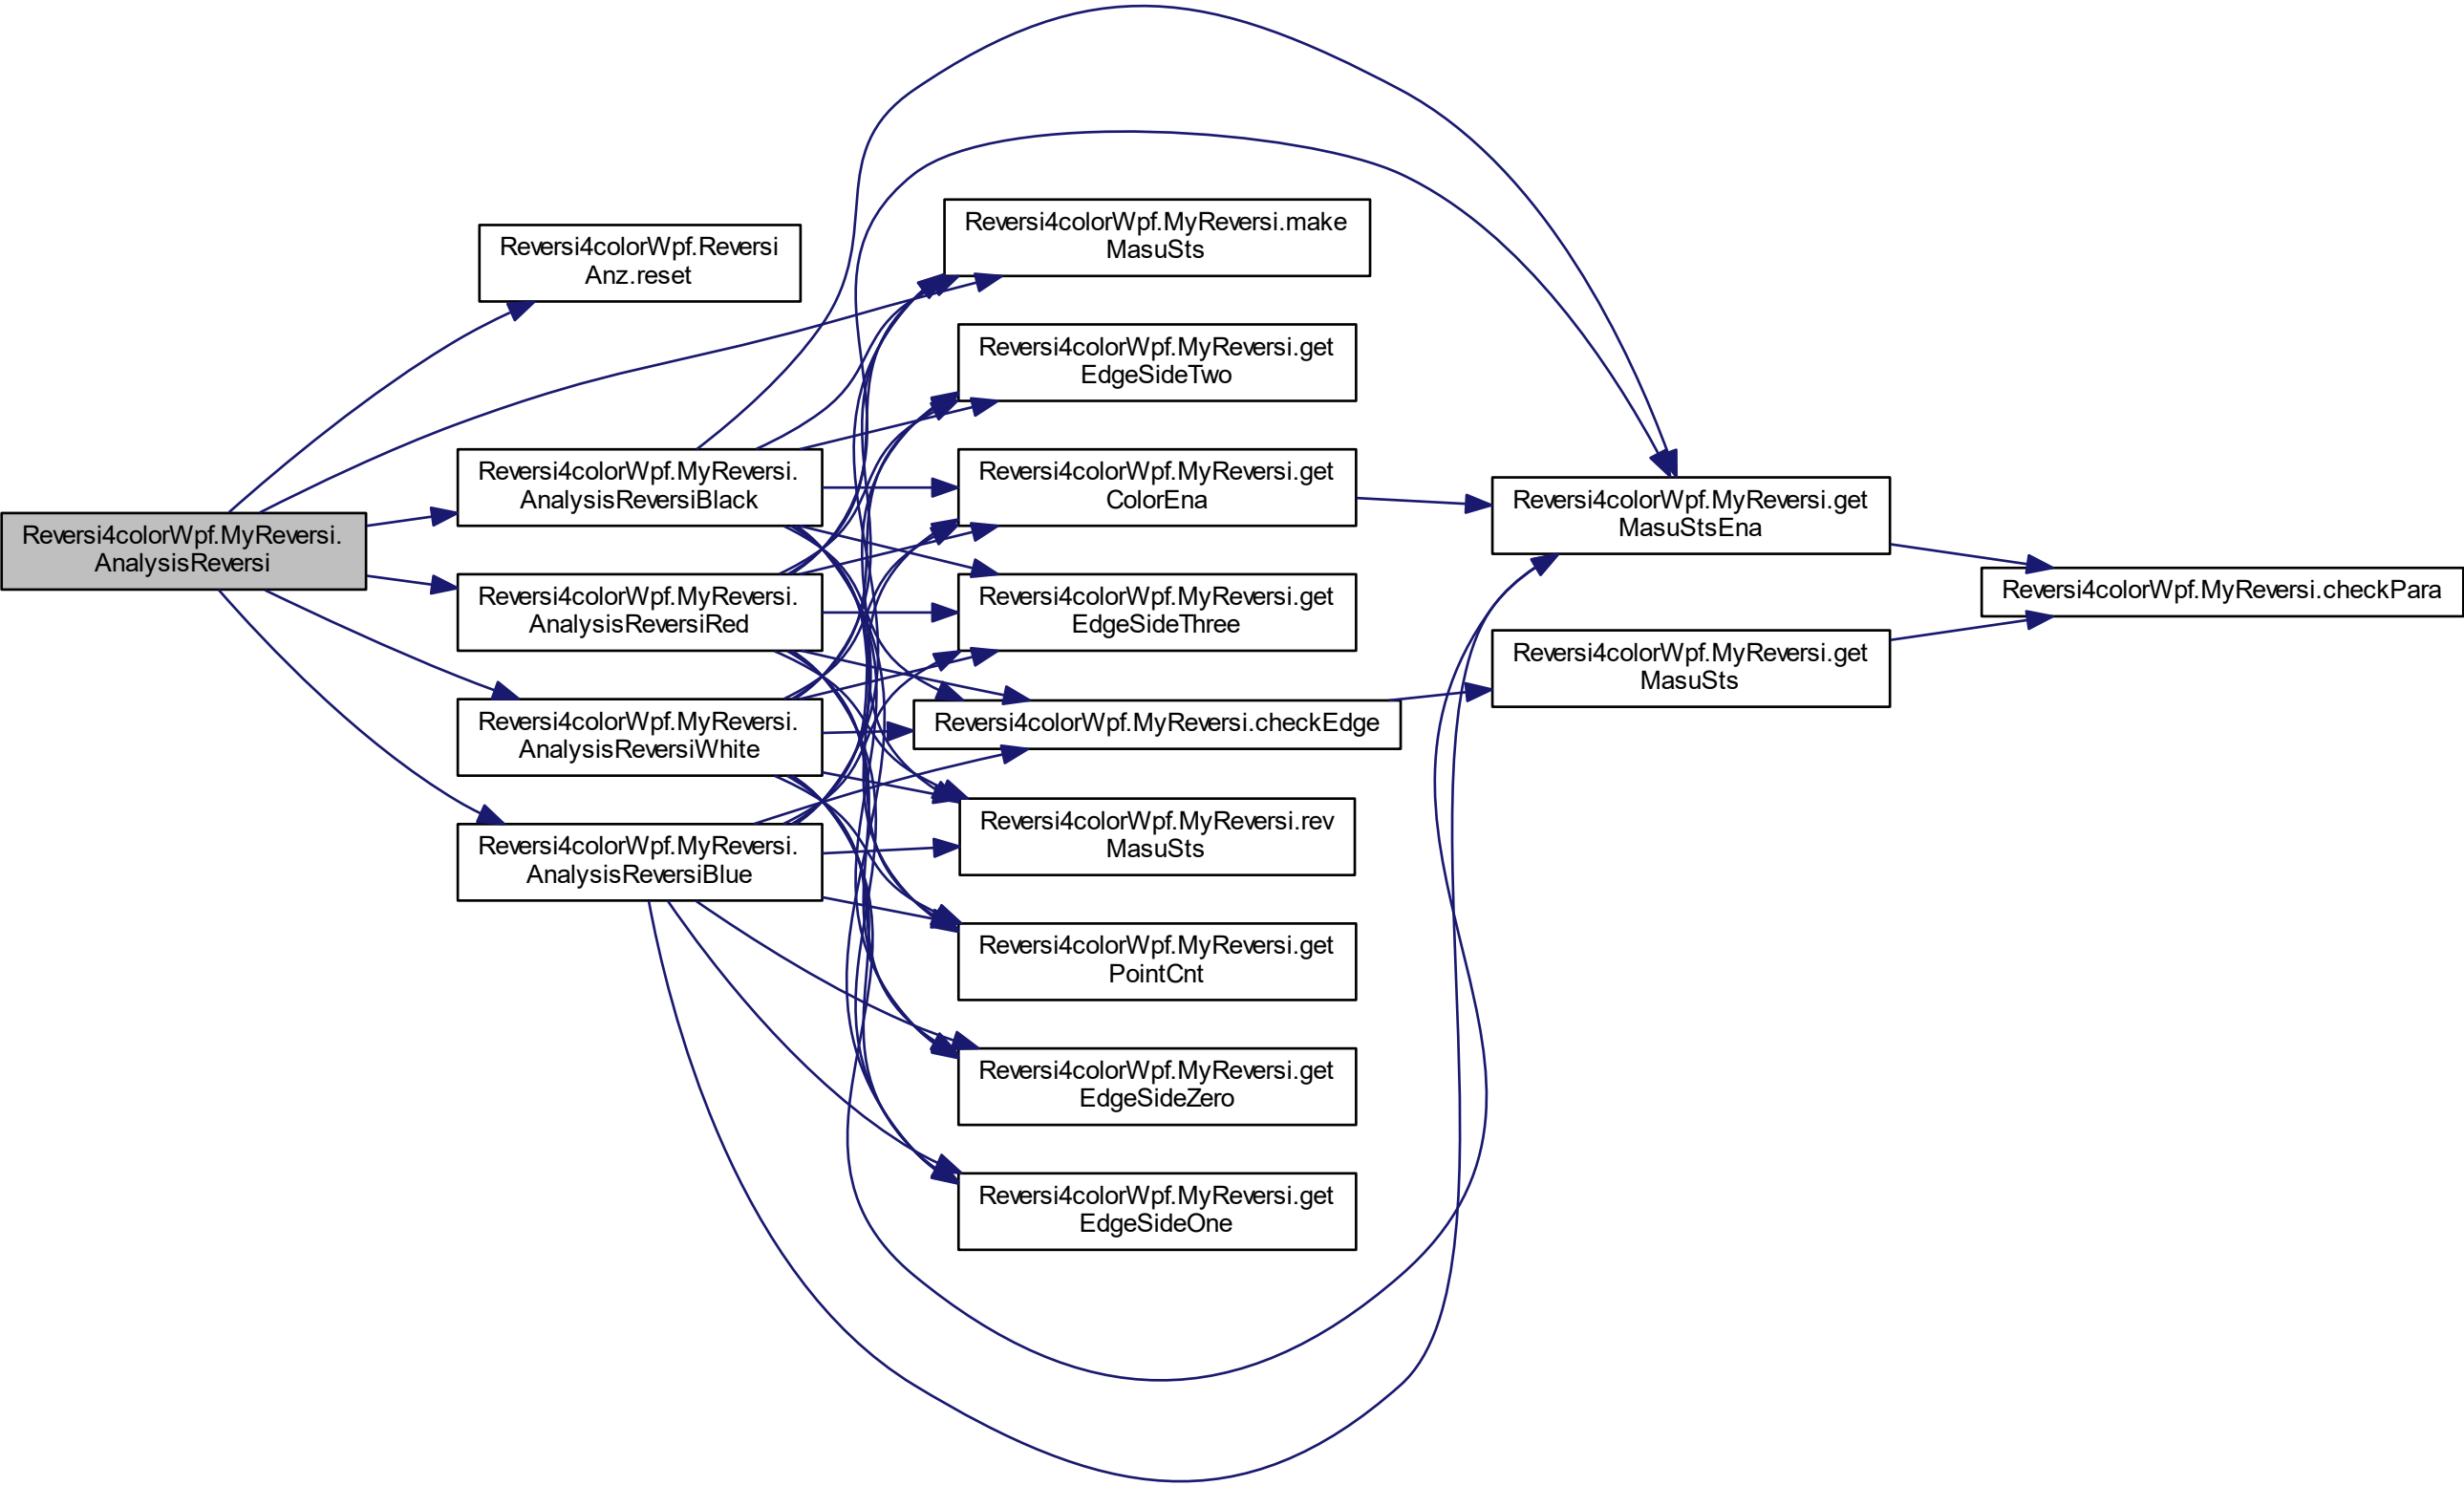 Reversi4colorWpf.MyReversi.
AnalysisReversi
Reversi4colorWpf.Reversi
Anz.reset
Reversi4colorWpf.MyReversi.
AnalysisReversiBlack
Reversi4colorWpf.MyReversi.
AnalysisReversiRed
Reversi4colorWpf.MyReversi.
AnalysisReversiWhite
Reversi4colorWpf.MyReversi.
AnalysisReversiBlue
Reversi4colorWpf.MyReversi.make
MasuSts
Reversi4colorWpf.MyReversi.get
EdgeSideTwo
Reversi4colorWpf.MyReversi.get
ColorEna
Reversi4colorWpf.MyReversi.get
EdgeSideThree
Reversi4colorWpf.MyReversi.checkEdge
Reversi4colorWpf.MyReversi.rev
MasuSts
Reversi4colorWpf.MyReversi.get
PointCnt
Reversi4colorWpf.MyReversi.get
EdgeSideZero
Reversi4colorWpf.MyReversi.get
EdgeSideOne
Reversi4colorWpf.MyReversi.get
MasuStsEna
Reversi4colorWpf.MyReversi.get
MasuSts
Reversi4colorWpf.MyReversi.checkPara